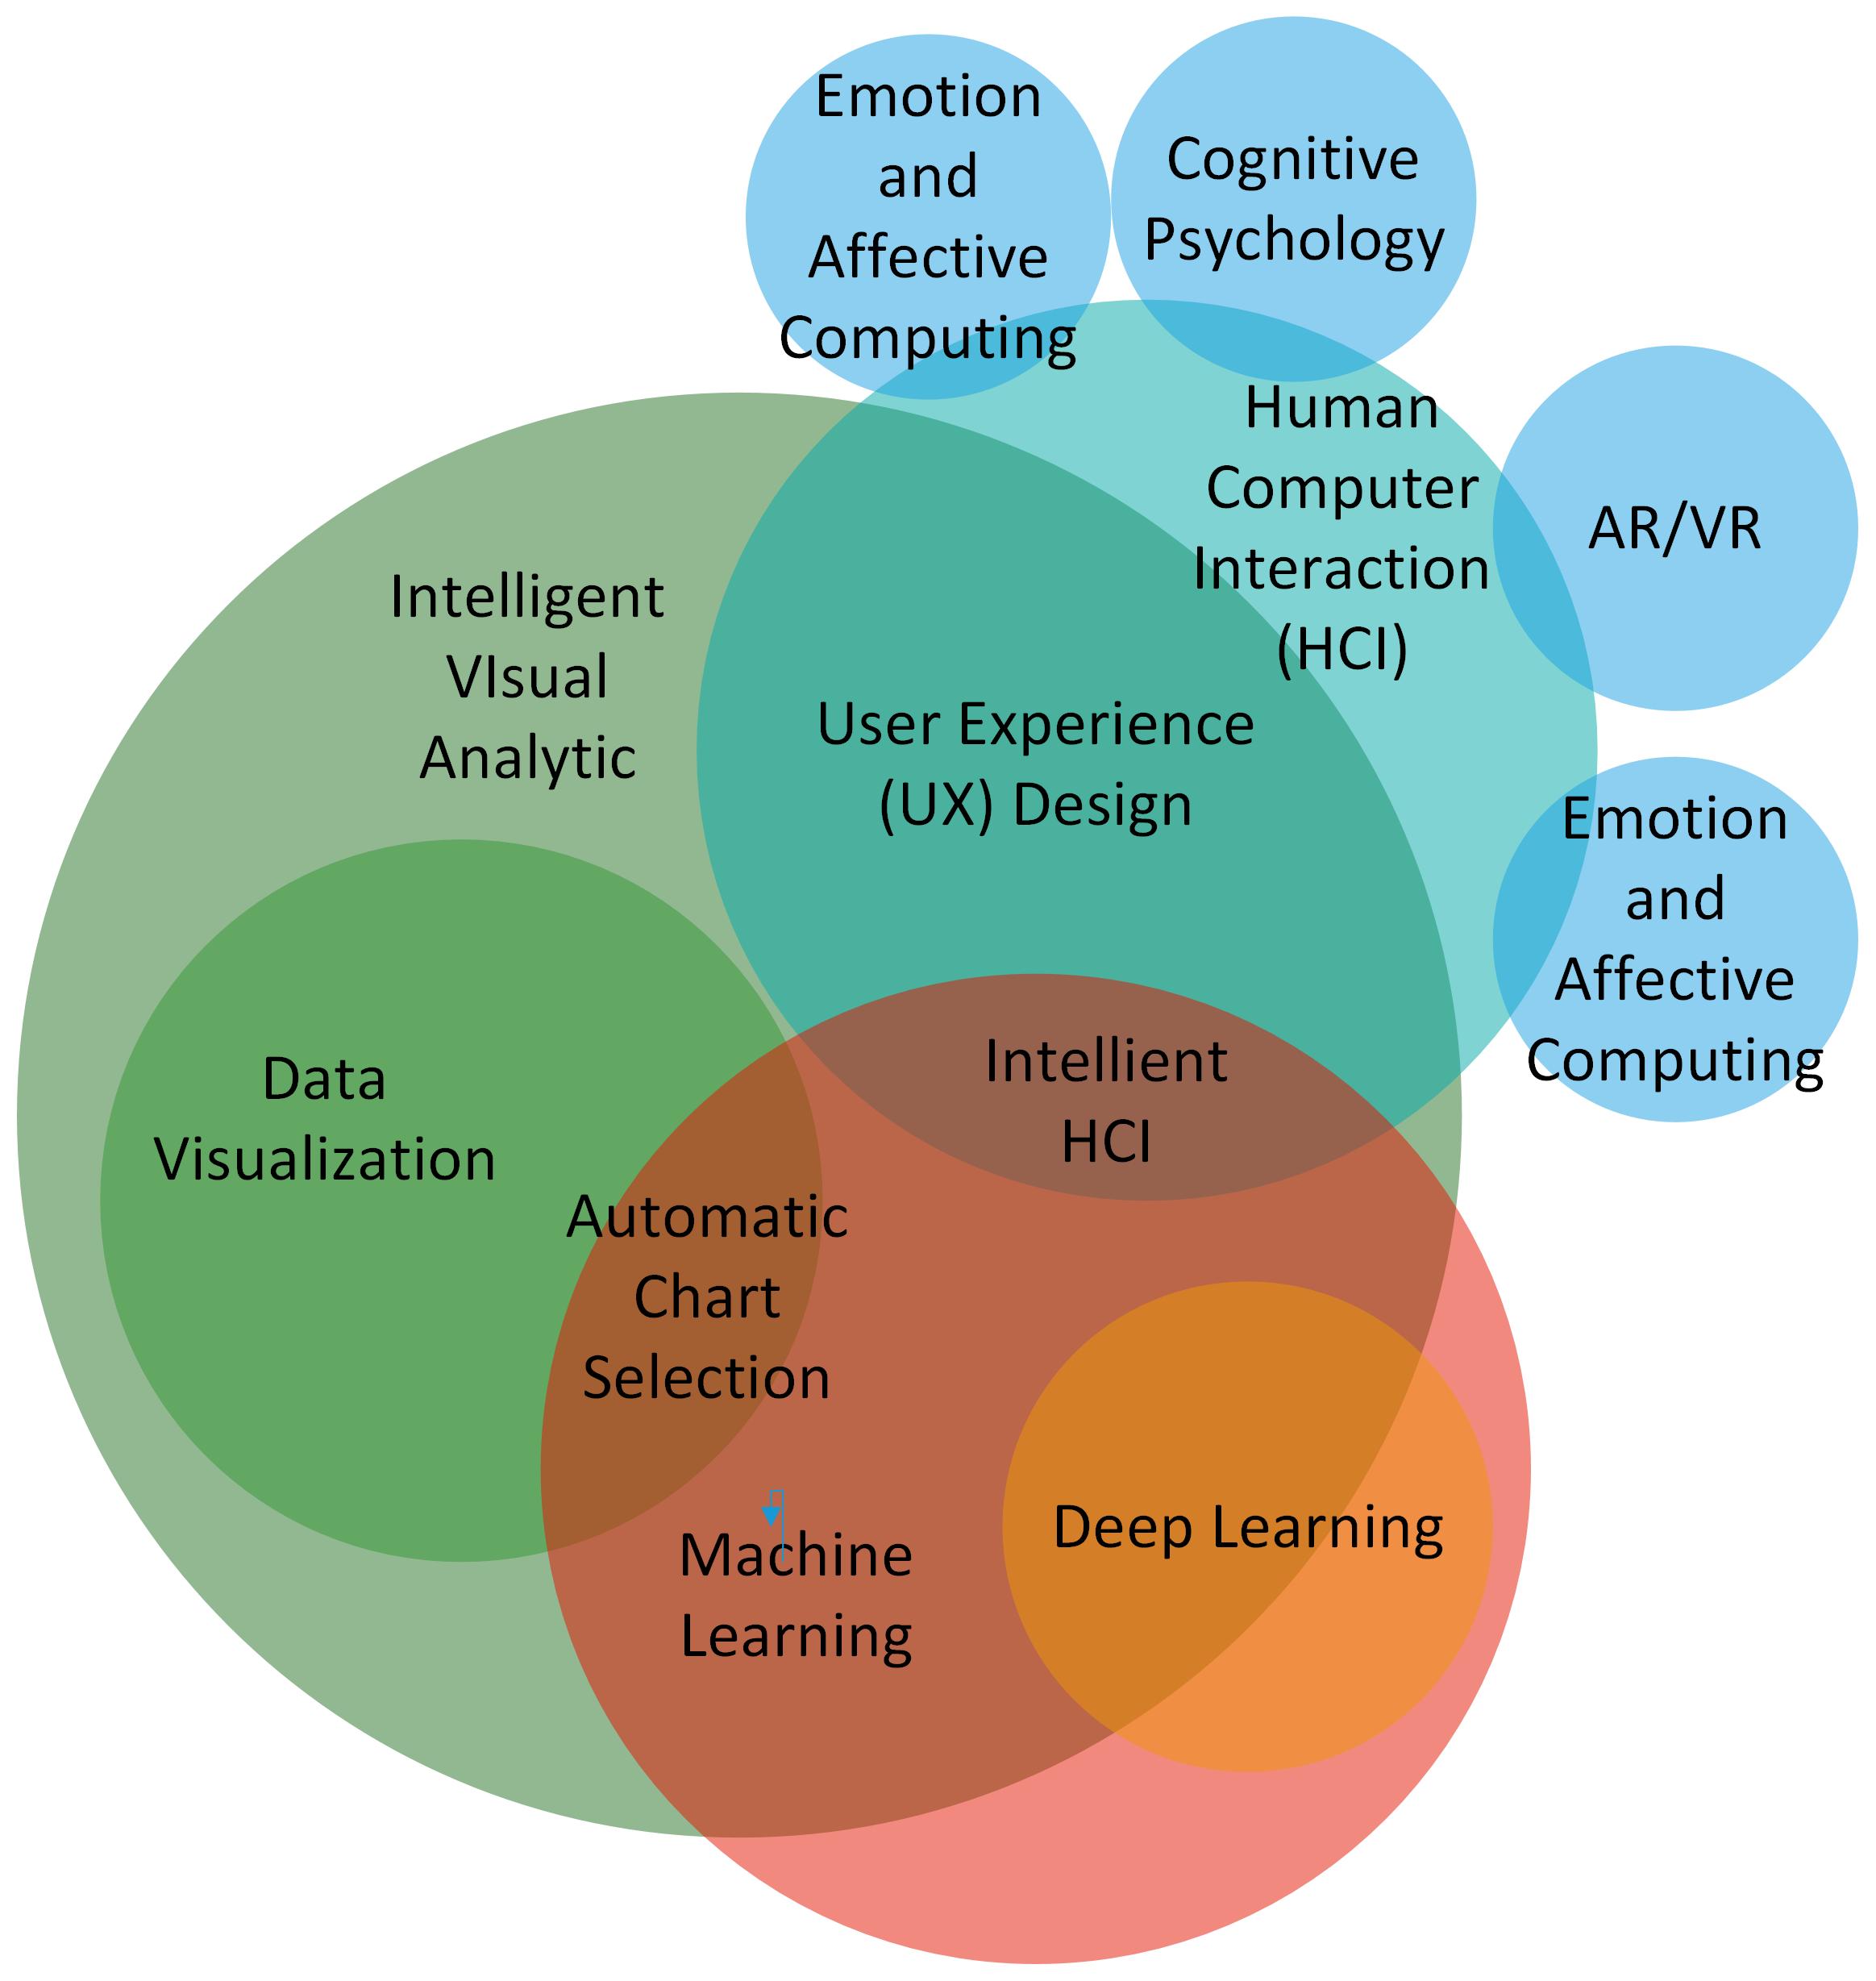 Emotion
and
Affective
Computing
Cognitive
Psychology
Human
Computer
Interaction
(HCI)
AR/VR
Intelligent
VIsual
Analytic
User Experience
(UX) Design
Emotion
and
Affective
Computing
Data
Visualization
Intellient
HCI
Automatic
Chart
Selection
Machine
Learning
Deep Learning